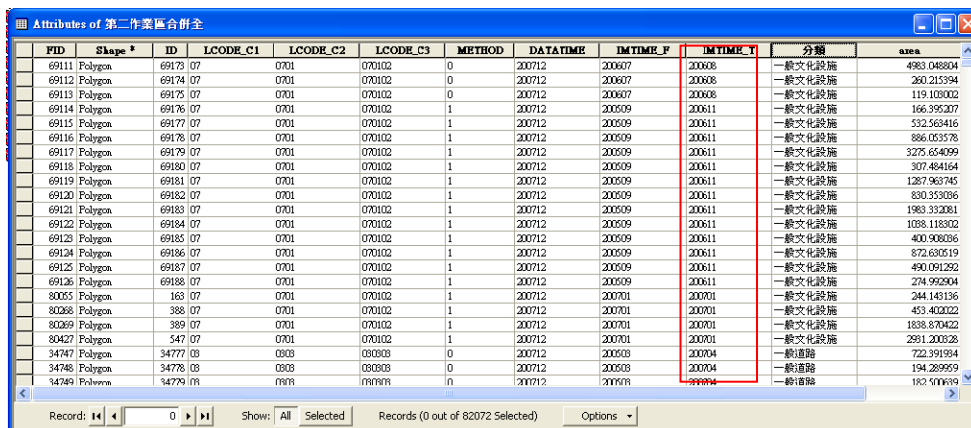 Attributes of 第二作業區合併全
FID Shape * ID LCODE_C1 LCODE_C2 LCODE_C3 METHOD DATATIME IMTIME_F IMTIME_T 分類 area
69111 Polygon 69173 07 0701 070102 0 200712 200607 200608 一般文化設施 4983.048804
69112 Polygon 69174 07 0701 070102 0 200712 200607 200608 一般文化設施 260.215394
69113 Polygon 69175 07 0701 070102 0 200712 200607 200608 一般文化設施 119.103002
69114 Polygon 69176 07 0701 070102 1 200712 200509 200611 一般文化設施 166.395207
69115 Polygon 69177 07 0701 070102 1 200712 200509 200611 一般文化設施 532.563416
69116 Polygon 69178 07 0701 070102 1 200712 200509 200611 一般文化設施 886.053578
69117 Polygon 69179 07 0701 070102 1 200712 200509 200611 一般文化設施 3275.654099
69118 Polygon 69180 07 0701 070102 1 200712 200509 200611 一般文化設施 307.484164
69119 Polygon 69181 07 0701 070102 1 200712 200509 200611 一般文化設施 1287.963745
69120 Polygon 69182 07 0701 070102 1 200712 200509 200611 一般文化設施 830.353036
69121 Polygon 69183 07 0701 070102 1 200712 200509 200611 一般文化設施 1983.332081
69122 Polygon 69184 07 0701 070102 1 200712 200509 200611 一般文化設施 1038.118302
69123 Polygon 69185 07 0701 070102 1 200712 200509 200611 一般文化設施 400.908036
69124 Polygon 69186 07 0701 070102 1 200712 200509 200611 一般文化設施 872.630519
69125 Polygon 69187 07 0701 070102 1 200712 200509 200611 一般文化設施 490.091292
69126 Polygon 69188 07 0701 070102 1 200712 200509 200611 一般文化設施 274.992904
80055 Polygon 163 07 0701 070102 1 200712 200701 200701 一般文化設施 244.143136
80268 Polygon 388 07 0701 070102 1 200712 200701 200701 一般文化設施 453.402022
80269 Polygon 389 07 0701 070102 1 200712 200701 200701 一般文化設施 1838.870422
80427 Polygon 547 07 0701 070102 1 200712 200701 200701 一般文化設施 2931.200328
34747 Polygon 34777 03 0303 030303 0 200712 200503 200704 一般道路 722.391934
34748 Polygon 34778 03 0303 030303 0 200712 200503 200704 一般道路 194.289959
34749 Polygon 34779 03 0303 030303 0 200712 200503 200704 一般道路 182.500639
Record: 0 Show: All Selected Records (0 out of 82072 Selected) Options